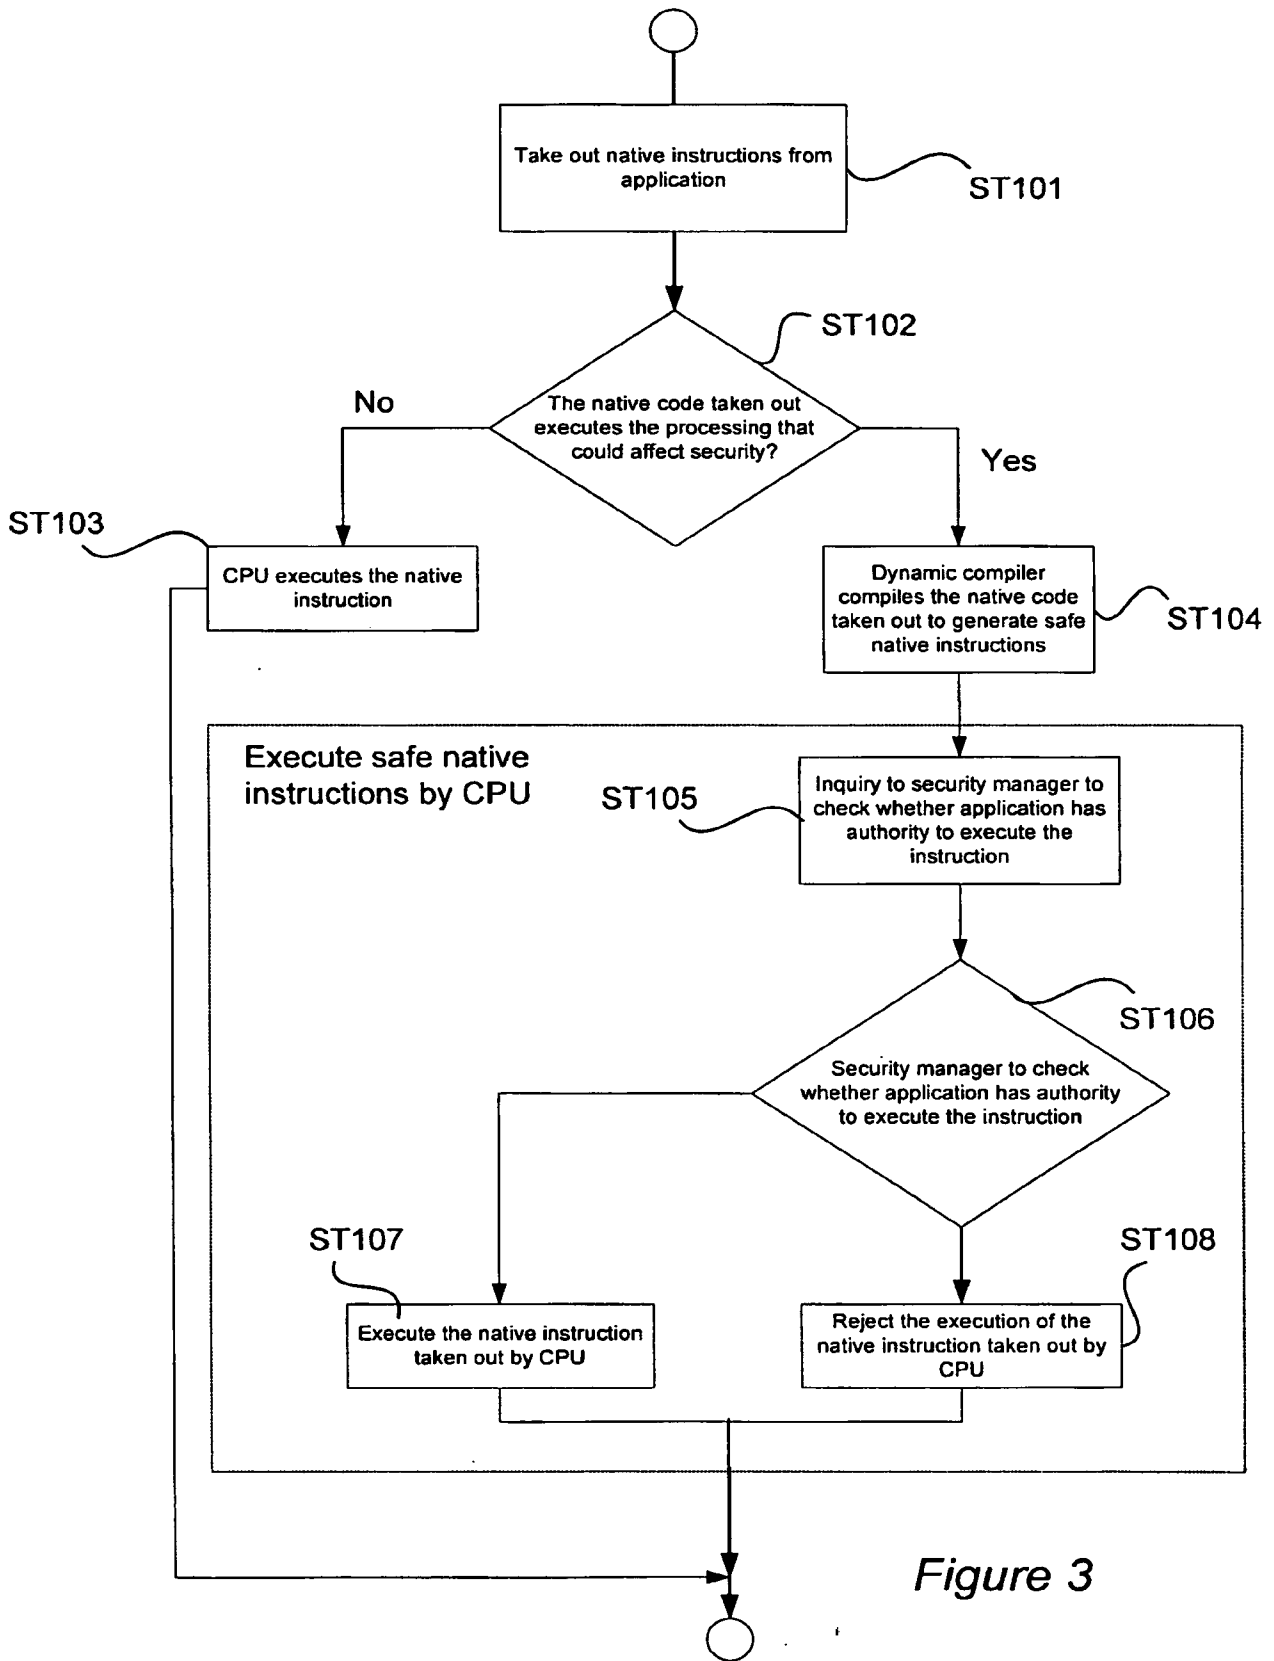 Take out native instructions from
application
ST101
ST102
The native code taken out
executes the processing that
could affect security?
No
Yes
ST103
CPU executes the native
instruction
Dynamic compiler
compiles the native code
taken out to generate safe
native instructions
ST104
Execute safe native
instructions by CPU
ST105
Inquiry to security manager to
check whether application has
authority to execute the
instruction
ST106
Security manager to check
whether application has authority
to execute the instruction
ST107
Execute the native instruction
taken out by CPU
ST108
Reject the execution of the
native instruction taken out by
CPU
Figure 3